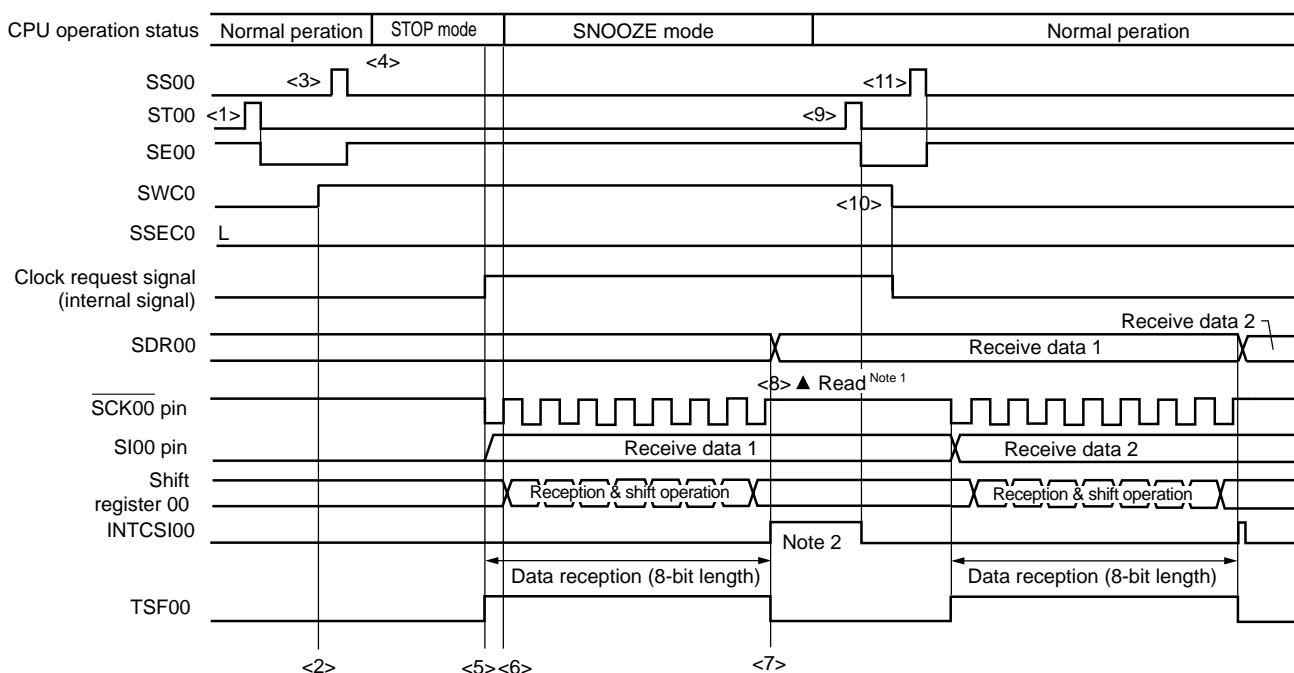 CPU operation status Normal peration STOP mode SNOOZE mode Normal peration
<4>
SS00 <3> <11>
ST00 <1> <9>
SE00
SWC0
<10>
SSEC0 L
Clock request signal
(internal signal)
Receive data 2
SDR00 Receive data 1
<8> ▲ Read Note 1
SCK00 pin
SI00 pin Receive data 1 Receive data 2
Shift
register 00 Reception & shift operation Reception & shift operation
INTCSI00 Note 2
Data reception (8-bit length) Data reception (8-bit length)
TSF00
<2> <5> <6> <7>